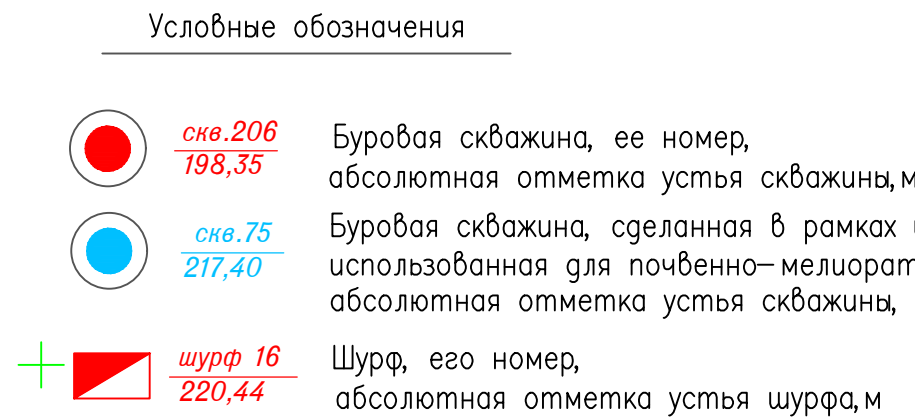 Условные обозначения
скв.206
198,35
Буровая скважина, ее номер,
абсолютная отметка устья скважины,м
скв.75
217,40
Буровая скважина, сделанная в рамках
использованная для почвенно-мелиорат
абсолютная отметка устья скважины,
шурф 16
220,44
Шурф, его номер,
абсолютная отметка устья шурфа,м